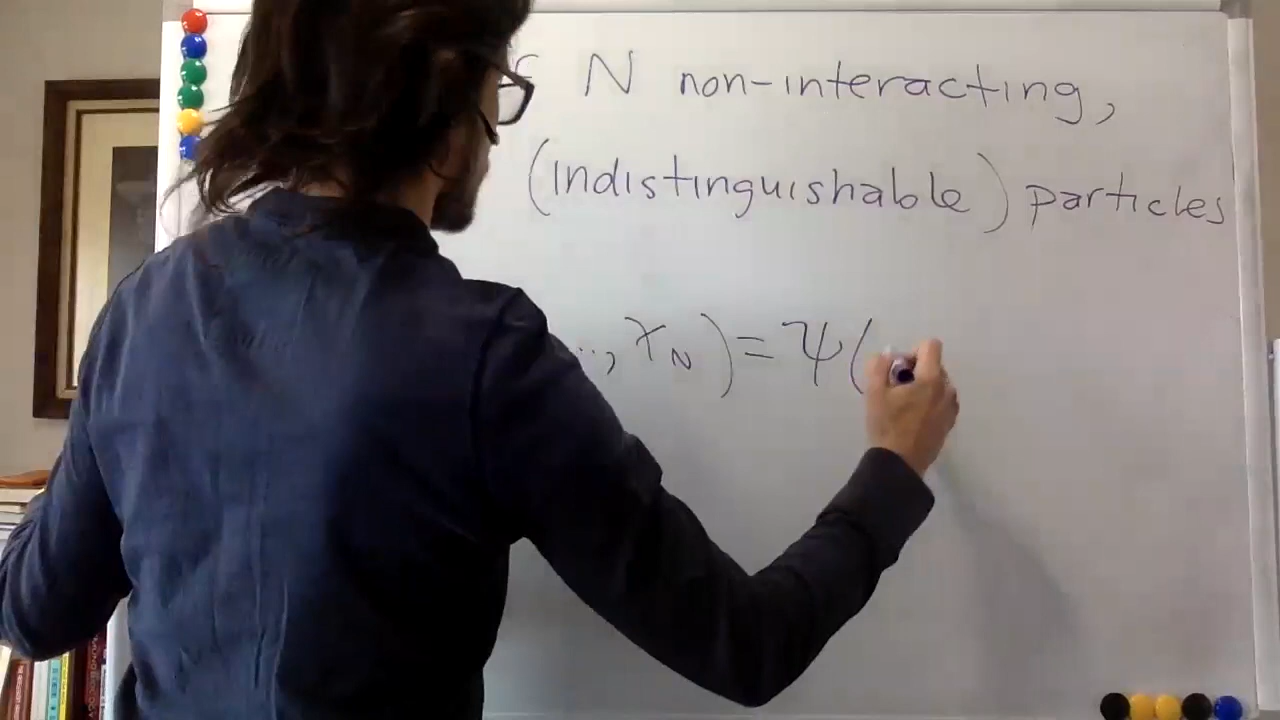 N non-interacting,
(indistinguishable) particles
..., x_N) = ψ(